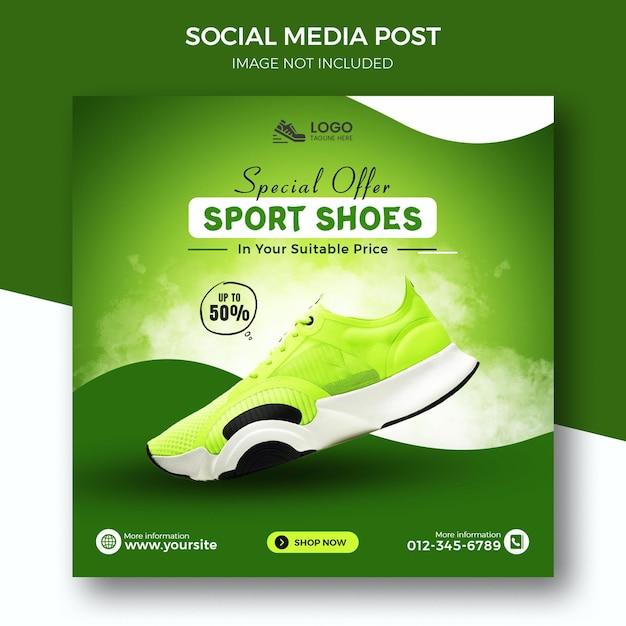 SOCIAL MEDIA POST
IMAGE NOT INCLUDED
LOGO
TAGLINE HERE
Special Offer
SPORT SHOES
In Your Suitable Price
UP TO
50%
More information
www.yoursite
SHOP NOW
More information
012-345-6789